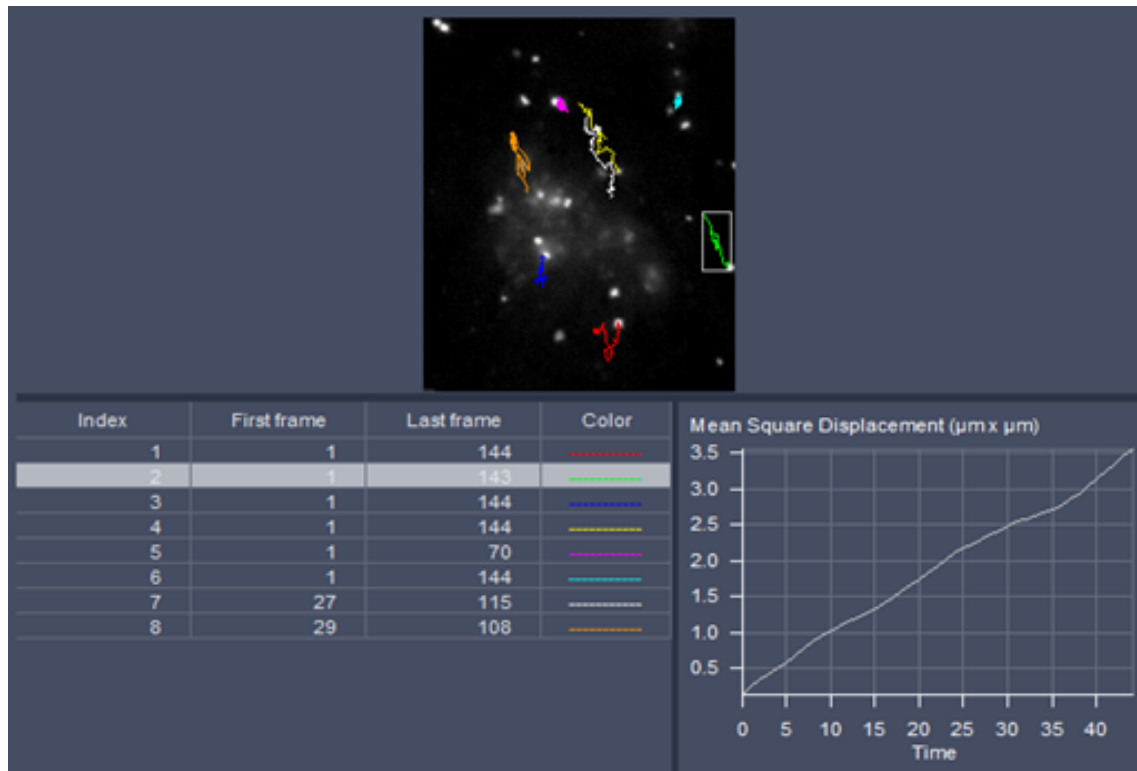 Index First frame Last frame Color
1 1 144
2 1 143
3 1 144
4 1 144
5 1 70
6 1 144
7 27 115
8 29 108
Mean Square Displacement (µm x µm)
3.5
3.0
2.5
2.0
1.5
1.0
0.5
0 5 10 15 20 25 30 35 40
Time